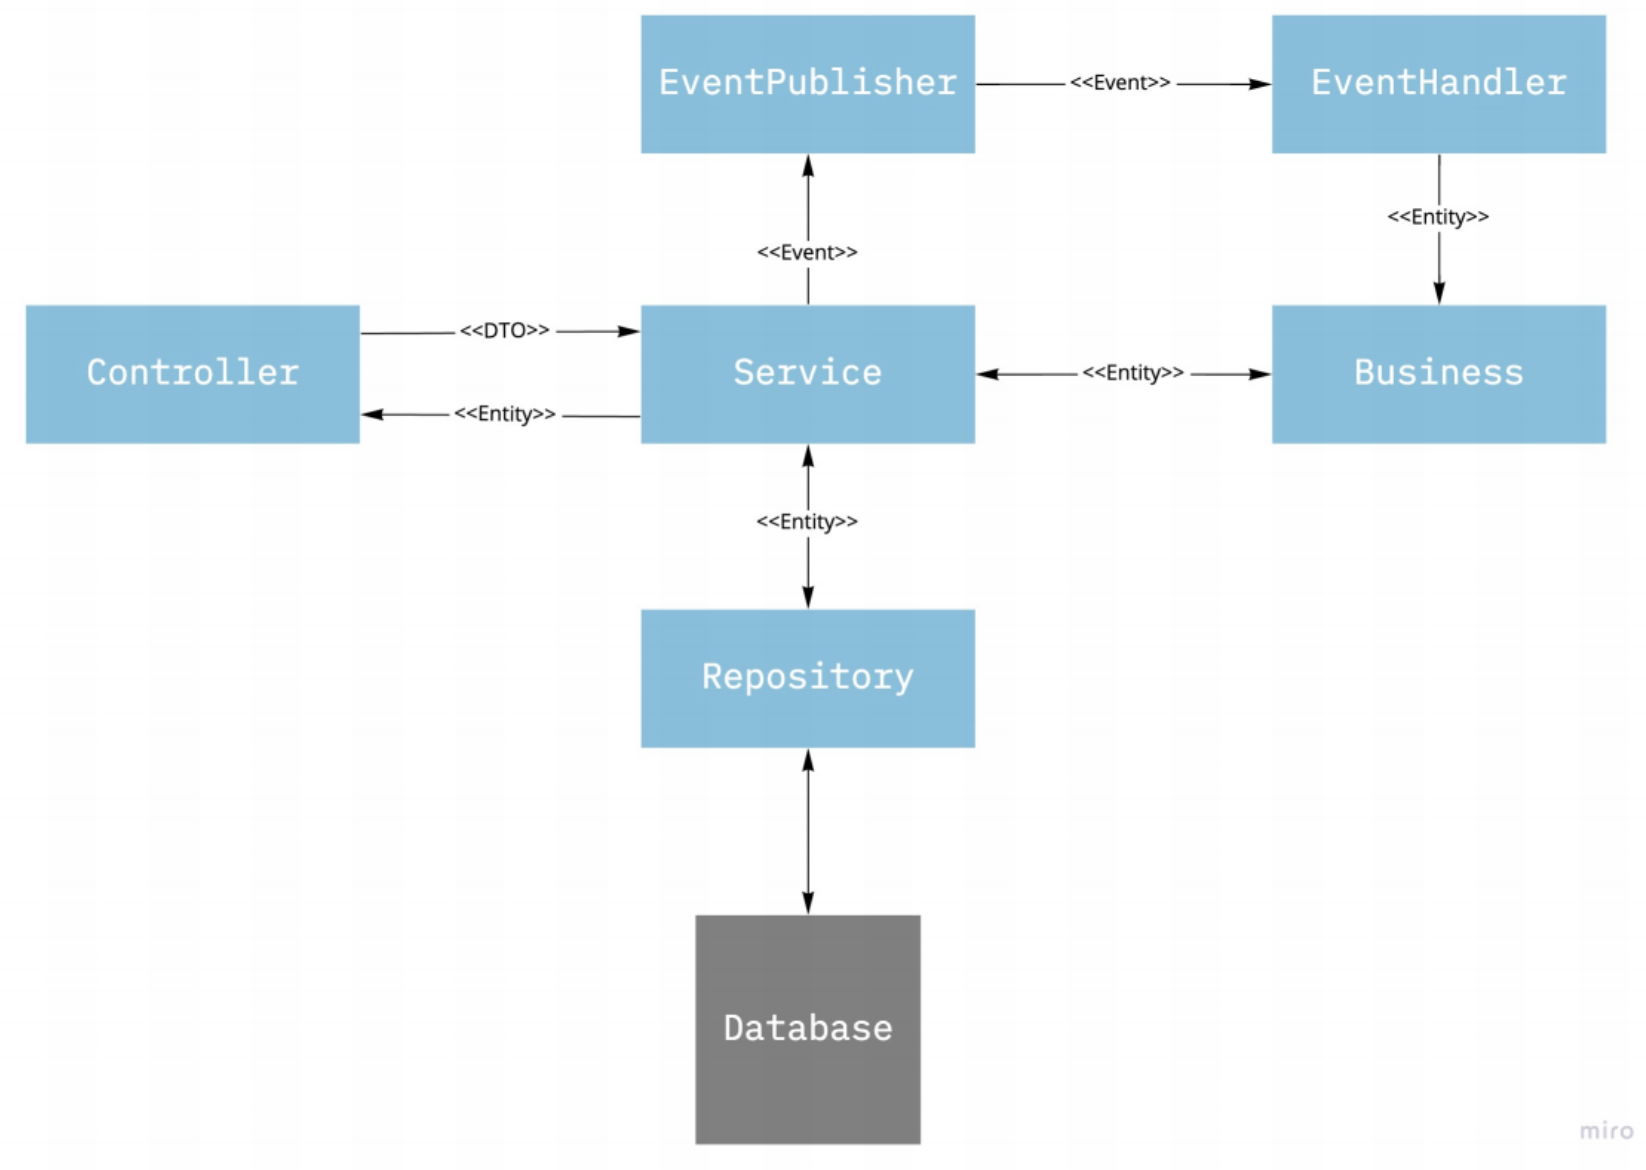 EventPublisher
<<Event>>
EventHandler
<<Event>>
<<Entity>>
Controller
<<DTO>>
<<Entity>>
Service
<<Entity>>
Business
<<Entity>>
Repository
Database
miro